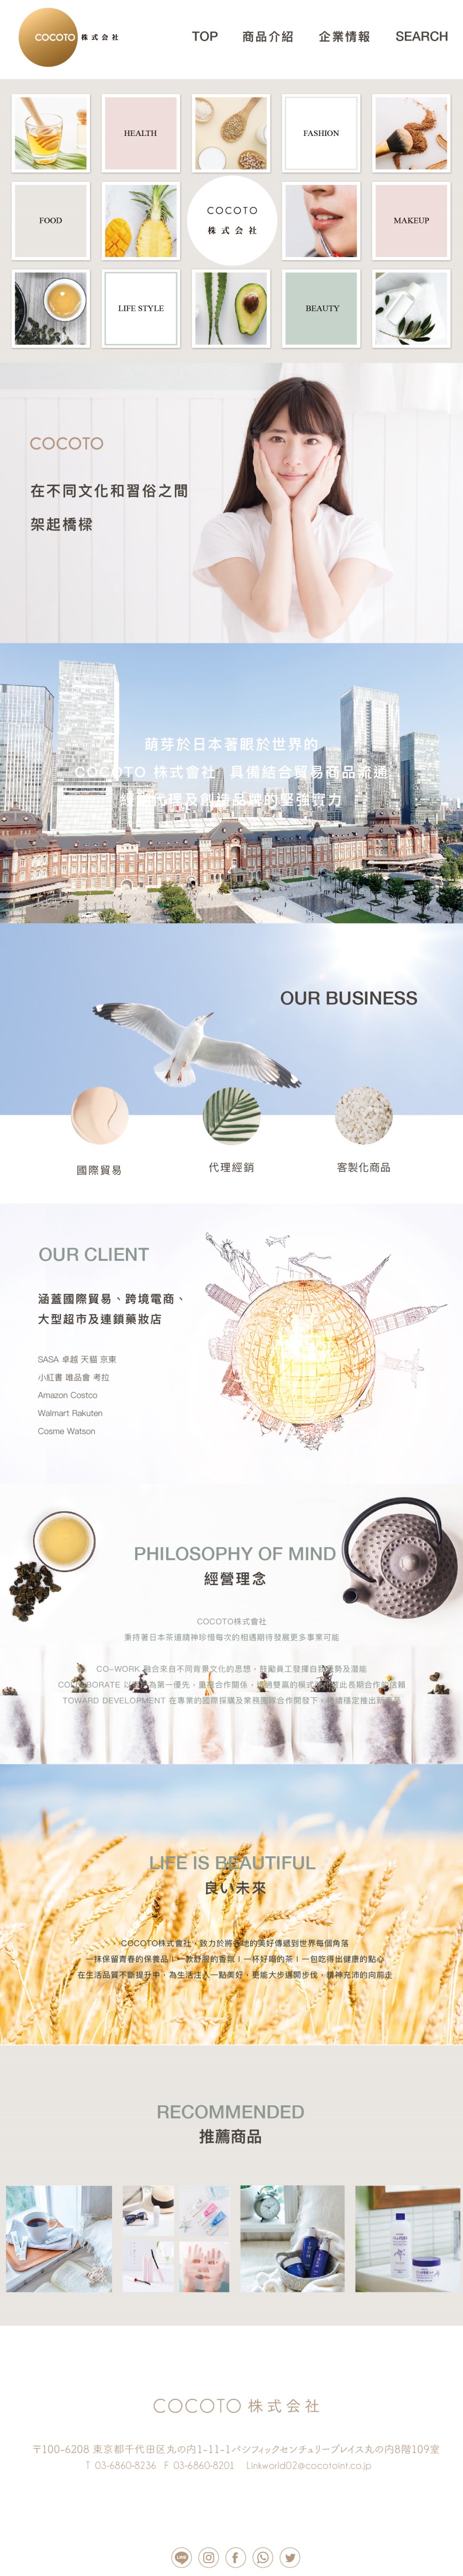 COCOTO 株式会社
TOP 商品介紹 企業情報 SEARCH
HEALTH
FASHION
FOOD
COCOTO
株式会社
MAKEUP
LIFE STYLE
BEAUTY
COCOTO
在不同文化和習俗之間
架起橋樑
萌芽於日本著眼於世界的
COCOTO 株式會社 具備結合貿易商品流通
經銷代理及創造品牌的堅強實力
OUR BUSINESS
國際貿易 代理經銷 客製化商品
OUR CLIENT
涵蓋國際貿易、跨境電商、
大型超市及連鎖藥妝店
SASA 卓越 天貓 京東
小紅書 唯品會 考拉
Amazon Costco
Walmart Rakuten
Cosme Watson
PHILOSOPHY OF MIND
經營理念
COCOTO株式會社
秉持著日本茶道精神珍惜每次的相遇期待發展更多事業可能
CO-WORK 融合來自不同背景文化的思想，鼓勵員工發揮自我優勢及潛能
COLLABORATE 以客戶為第一優先，重視合作關係，
TOWARD DEVELOPMENT 在專業的國際採購及業務團隊合作開發下，持續穩定推出新商品
LIFE IS BEAUTIFUL
良い未來
COCOTO株式會社，致力於將各地的美好傳遞到世界每個角落
一抹保留青春的保養品｜一款舒服的香氛｜一杯好喝的茶｜一包吃得出健康的點心
在生活品質不斷提升中，為生活注入一點美好，更能大步邁開步伐，精神充沛的向前走
RECOMMENDED
推薦商品
COCOTO 株式会社
〒100-6208 東京都千代田区丸の内1-11-1パシフィックセンチュリープレイス丸の内8階109室
T 03-6860-8236 F 03-6860-8201 Linkworld02@cocotoint.co.jp
LINE